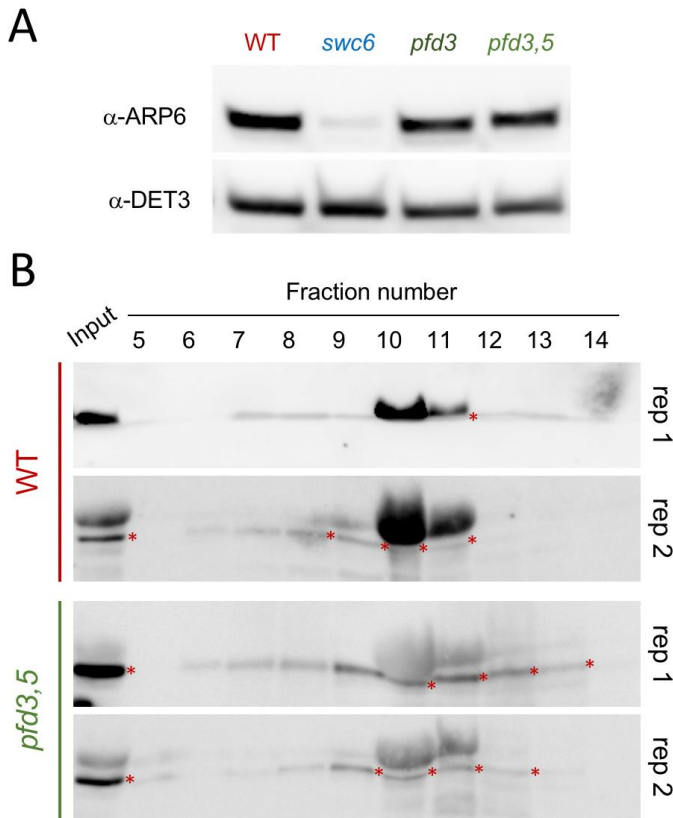 A
WT swc6 pfd3 pfd3,5
α-ARP6
α-DET3
B
Fraction number
Input 5 6 7 8 9 10 11 12 13 14
WT
rep 1
*
rep 2
* * * * *
pfd3,5
rep 1
* * * * *
rep 2
* * * * *